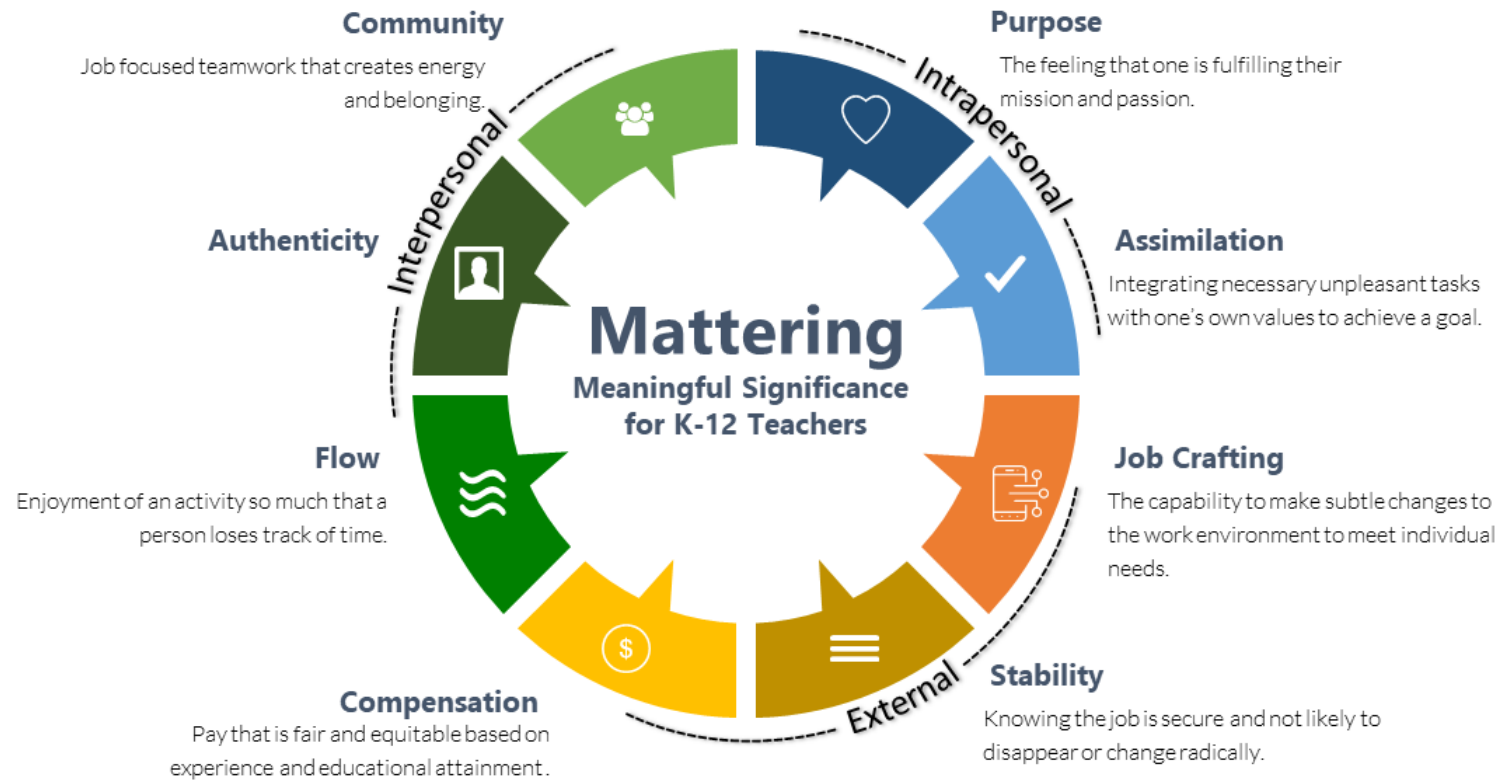 Community
Job focused teamwork that creates energy
and belonging.
Purpose
The feeling that one is fulfilling their
mission and passion.
Interpersonal
Intrapersonal
Authenticity
Assimilation
Integrating necessary unpleasant tasks
with one’s own values to achieve a goal.
Mattering
Meaningful Significance
for K-12 Teachers
Flow
Enjoyment of an activity so much that a
person loses track of time.
Job Crafting
The capability to make subtle changes to
the work environment to meet individual
needs.
$
Compensation
Pay that is fair and equitable based on
experience and educational attainment.
External
Stability
Knowing the job is secure and not likely to
disappear or change radically.